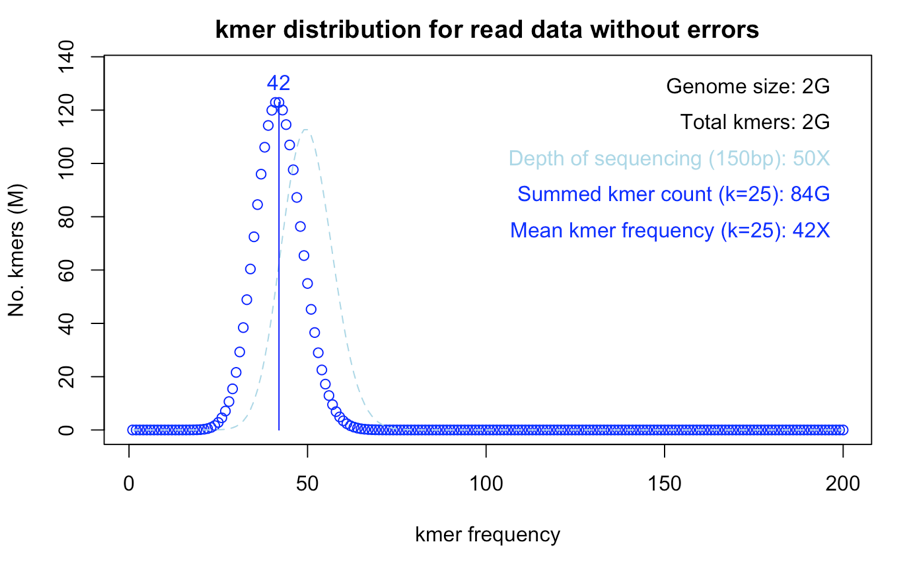 kmer distribution for read data without errors
No. kmers (M)
140
120
100
80
60
40
20
0
42
Genome size: 2G
Total kmers: 2G
Depth of sequencing (150bp): 50X
Summed kmer count (k=25): 84G
Mean kmer frequency (k=25): 42X
0 50 100 150 200
kmer frequency